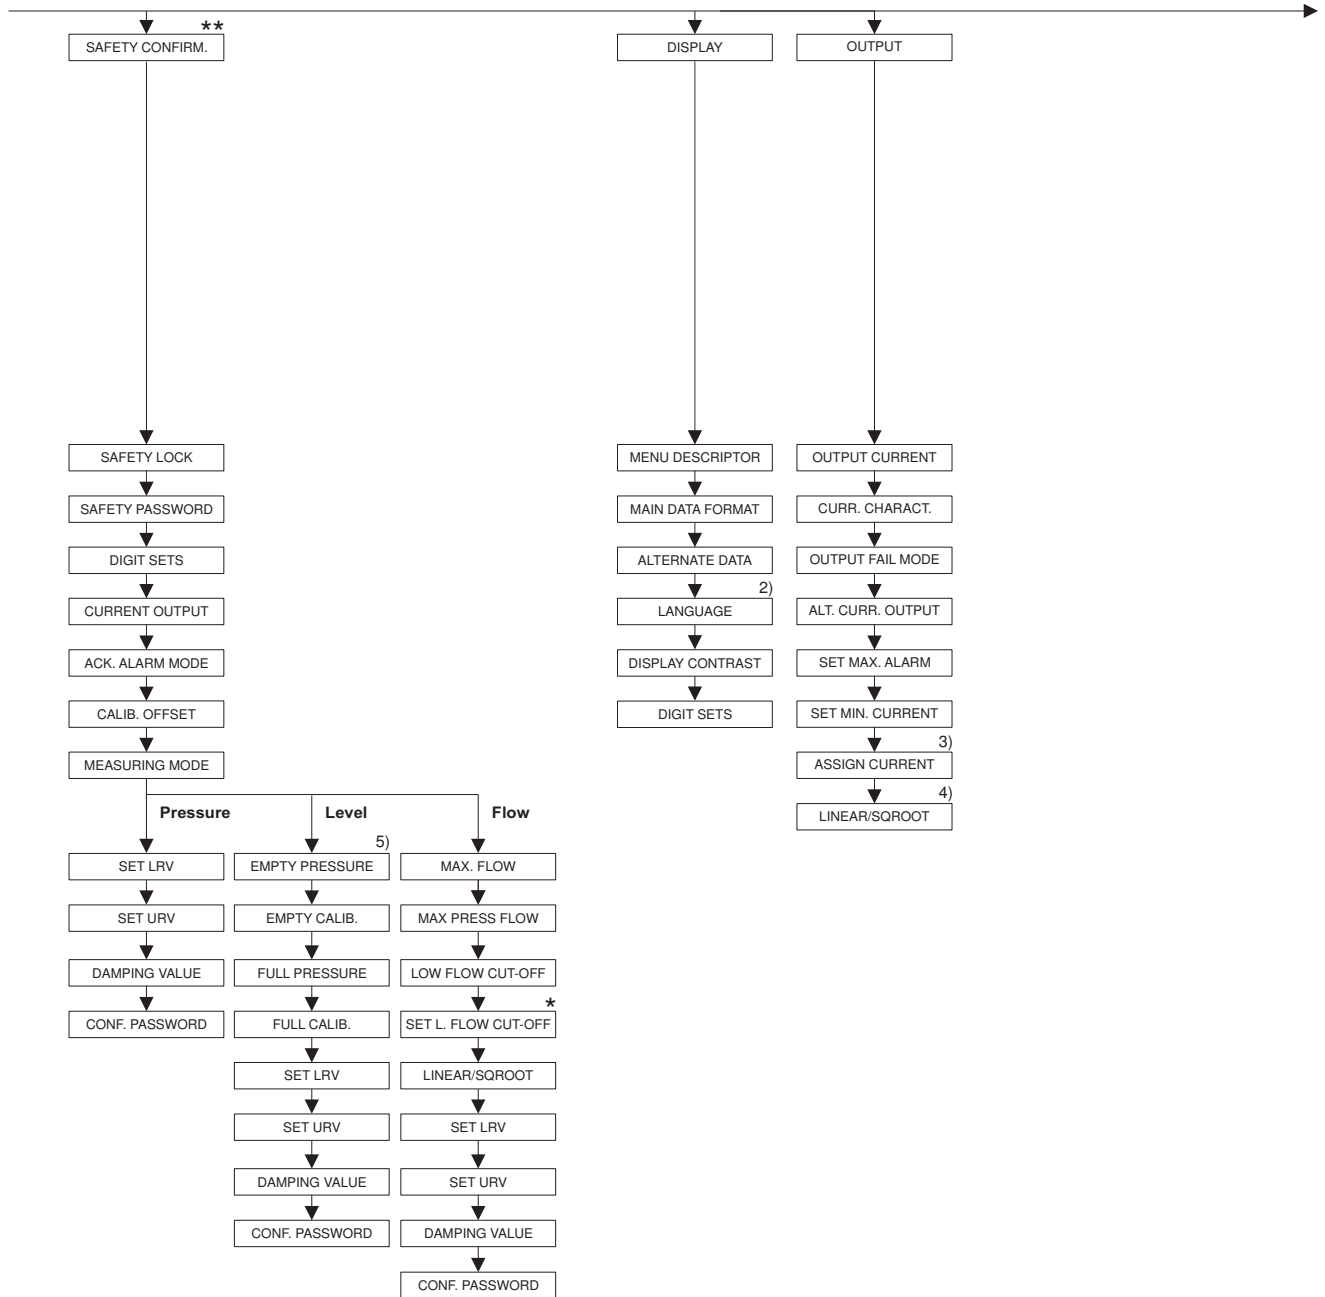 **
SAFETY CONFIRM.
DISPLAY
OUTPUT
SAFETY LOCK
SAFETY PASSWORD
DIGIT SETS
CURRENT OUTPUT
ACK. ALARM MODE
CALIB. OFFSET
MEASURING MODE
Pressure
SET LRV
SET URV
DAMPING VALUE
CONF. PASSWORD
Level
5)
EMPTY PRESSURE
EMPTY CALIB.
FULL PRESSURE
FULL CALIB.
SET LRV
SET URV
DAMPING VALUE
CONF. PASSWORD
Flow
MAX. FLOW
MAX PRESS FLOW
LOW FLOW CUT-OFF
*
SET L. FLOW CUT-OFF
LINEAR/SQROOT
SET LRV
SET URV
DAMPING VALUE
CONF. PASSWORD
MENU DESCRIPTOR
MAIN DATA FORMAT
ALTERNATE DATA
2)
LANGUAGE
DISPLAY CONTRAST
DIGIT SETS
OUTPUT CURRENT
CURR. CHARACT.
OUTPUT FAIL MODE
ALT. CURR. OUTPUT
SET MAX. ALARM
SET MIN. CURRENT
3)
ASSIGN CURRENT
4)
LINEAR/SQROOT